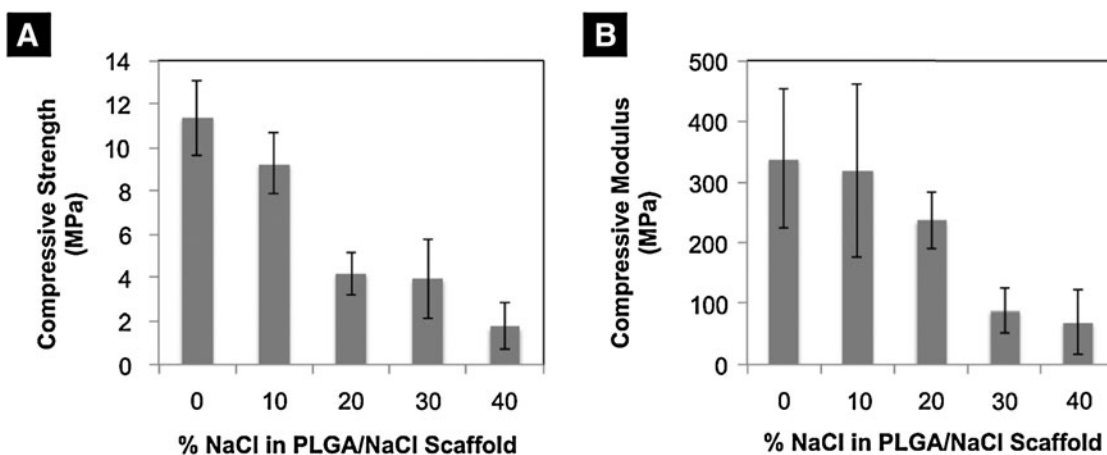 A
14
12
10
8
6
4
2
0
Compressive Strength
(MPa)
0 10 20 30 40
% NaCl in PLGA/NaCl Scaffold
B
500
400
300
200
100
0
Compressive Modulus
(MPa)
0 10 20 30 40
% NaCl in PLGA/NaCl Scaffold